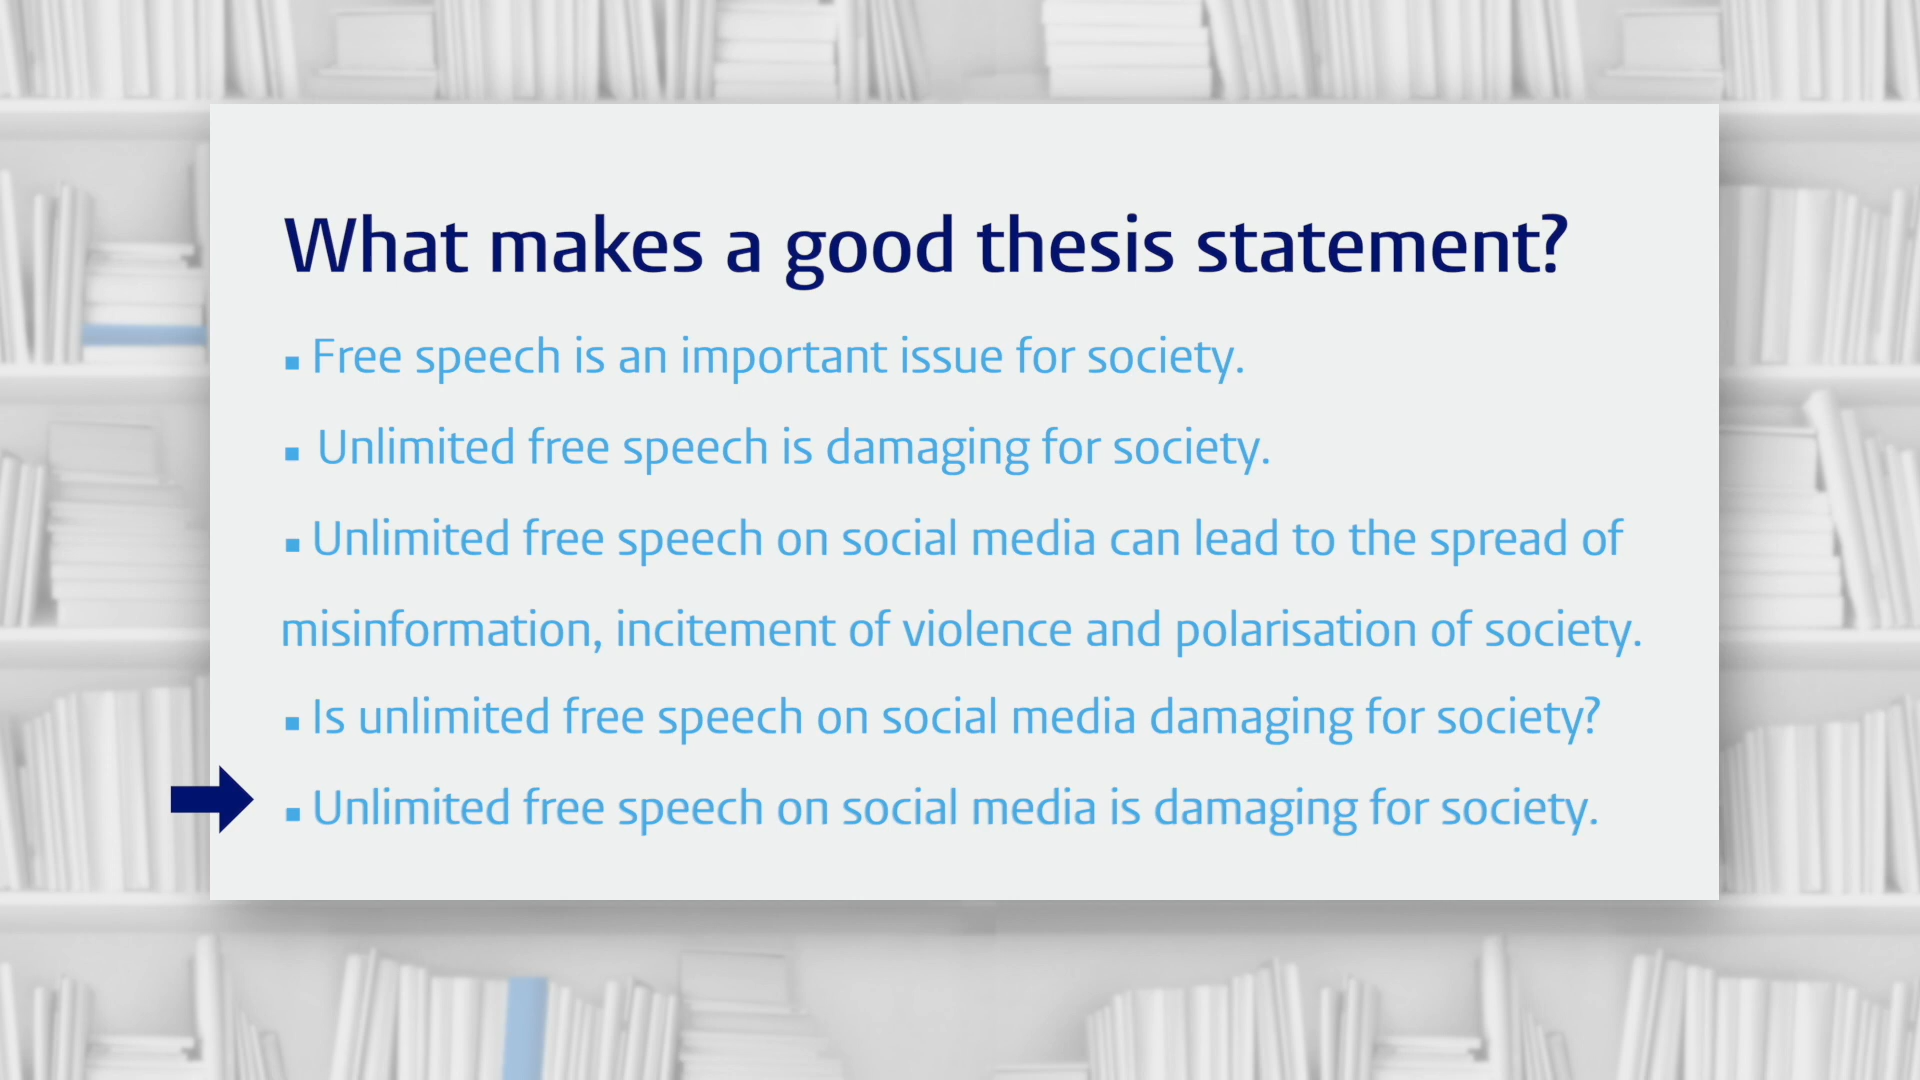 What makes a good thesis statement?
▪ Free speech is an important issue for society.
▪ Unlimited free speech is damaging for society.
▪ Unlimited free speech on social media can lead to the spread of
misinformation, incitement of violence and polarisation of society.
▪ Is unlimited free speech on social media damaging for society?
▪ Unlimited free speech on social media is damaging for society.